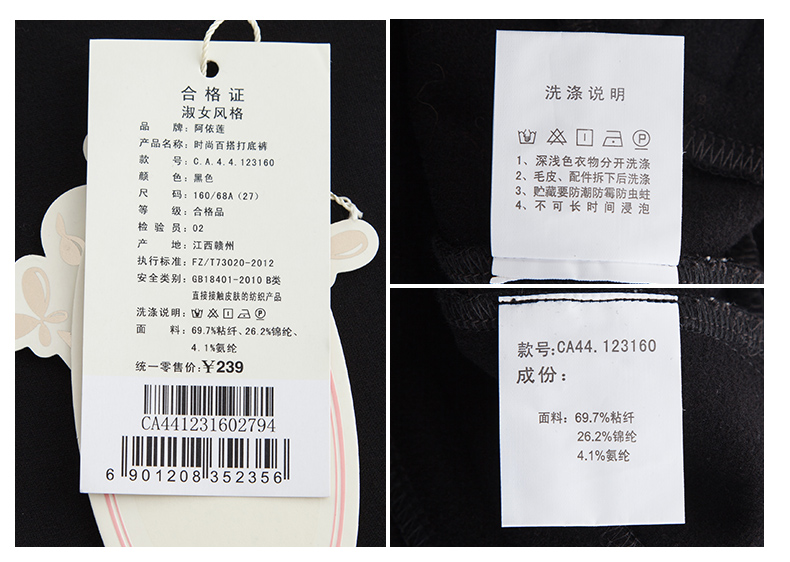 合格证
淑女风格
品 牌：阿依莲
产品名称：时尚百搭打底裤
款 号：C.A.4.4.123160
颜 色：黑色
尺 码：160/68A（27）
等 级：合格品
检 验 员：02
产 地：江西赣州
执行标准：FZ/T73020-2012
安全类别：GB18401-2010 B类
直接接触皮肤的纺织产品
洗涤说明：
面 料：69.7%粘纤、26.2%锦纶、
4.1%氨纶
统一零售价：¥239
CA441231602794
6 901208 352356
洗涤说明
1、深浅色衣物分开洗涤
2、毛皮、配件拆下后洗涤
3、贮藏要防潮防霉防虫蛀
4、不可长时间浸泡
款号:CA44.123160
成份：
面料：69.7%粘纤
26.2%锦纶
4.1%氨纶